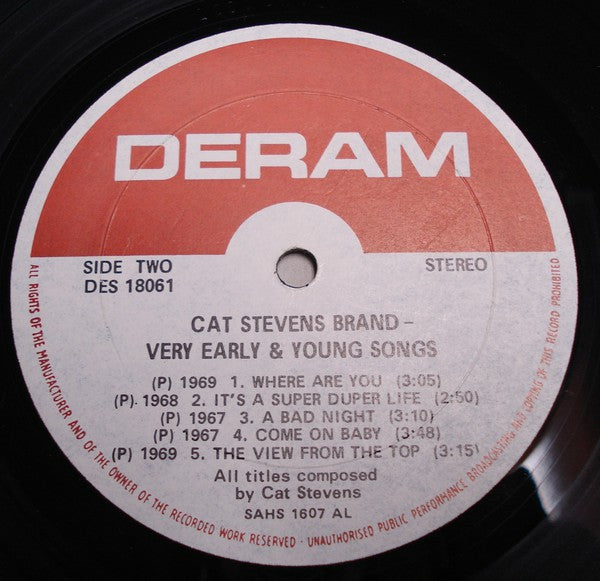 DERAM
SIDE TWO
DES 18061
STEREO
CAT STEVENS BRAND –
VERY EARLY & YOUNG SONGS
(P) 1969 1. WHERE ARE YOU (3:05)
(P). 1968 2. IT'S A SUPER DUPER LIFE (2:50)
(P) 1967 3. A BAD NIGHT (3:10)
(P) 1967 4. COME ON BABY (3:48)
(P) 1969 5. THE VIEW FROM THE TOP (3:15)
All titles composed
by Cat Stevens
SAHS 1607 AL
ALL RIGHTS OF THE MANUFACTURER AND OF THE OWNER OF THE RECORDED WORK RESERVED · UNAUTHORISED PUBLIC PERFORMANCE BROADCASTING AND COPYING OF THIS RECORD PROHIBITED